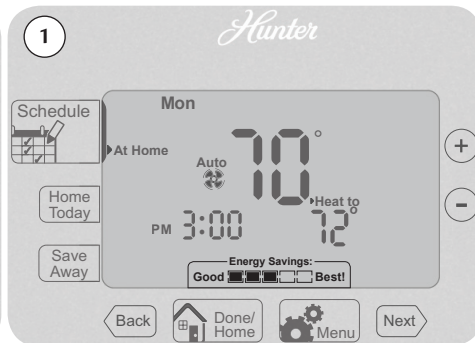 1
Hunter
Schedule
Mon
At Home
Auto
70°
Heat to
72°
PM 3:00
Home
Today
Save
Away
Energy Savings:
Good Best!
+
-
Back
Done/
Home
Menu
Next